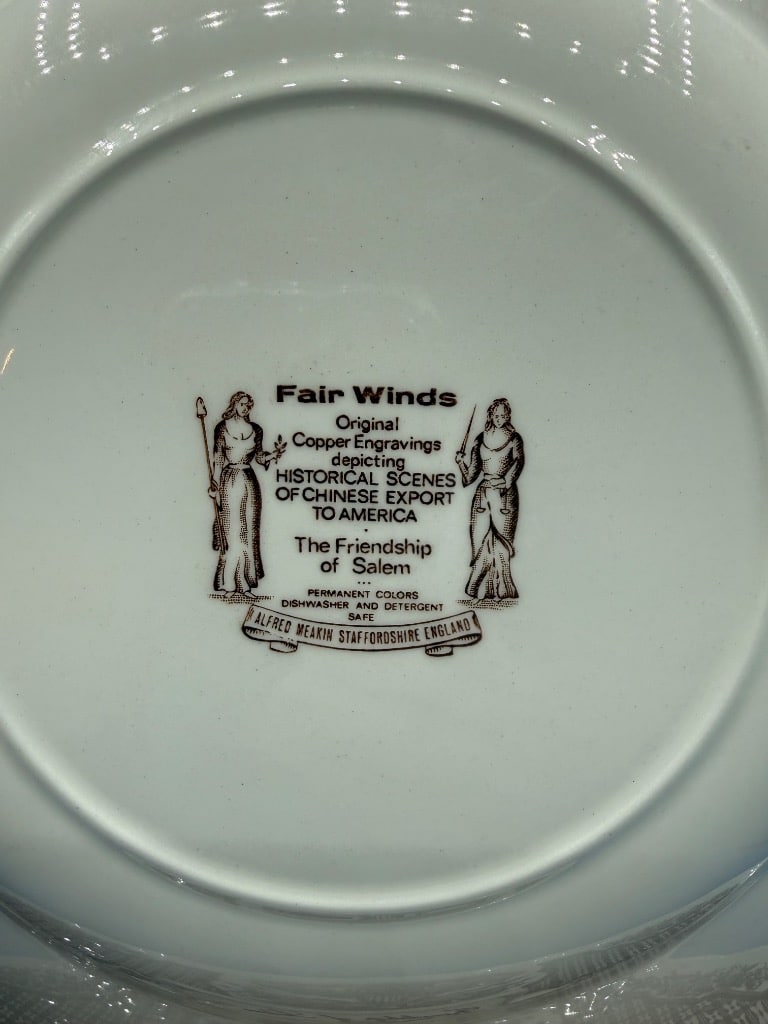 Fair Winds
Original
Copper Engravings
depicting
HISTORICAL SCENES
OF CHINESE EXPORT
TO AMERICA
The Friendship
of Salem
PERMANENT COLORS
DISHWASHER AND DETERGENT
SAFE
ALFRED MEAKIN STAFFORDSHIRE ENGLAND